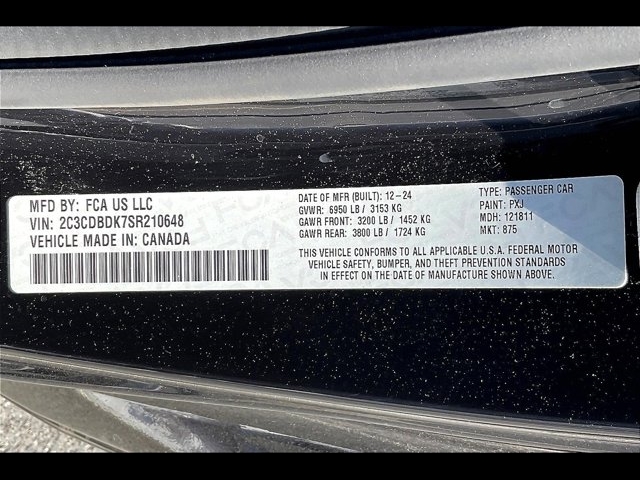 MFD BY: FCA US LLC
VIN: 2C3CDBDK7SR210648
VEHICLE MADE IN: CANADA
DATE OF MFR (BUILT): 12-24
GVWR: 6950 LB / 3153 KG
GAWR FRONT: 3200 LB / 1452 KG
GAWR REAR: 3800 LB / 1724 KG
TYPE: PASSENGER CAR
PAINT: PXJ
MDH: 121811
MKT: 875
THIS VEHICLE CONFORMS TO ALL APPLICABLE U.S.A. FEDERAL MOTOR
VEHICLE SAFETY, BUMPER, AND THEFT PREVENTION STANDARDS
IN EFFECT ON THE DATE OF MANUFACTURE SHOWN ABOVE.